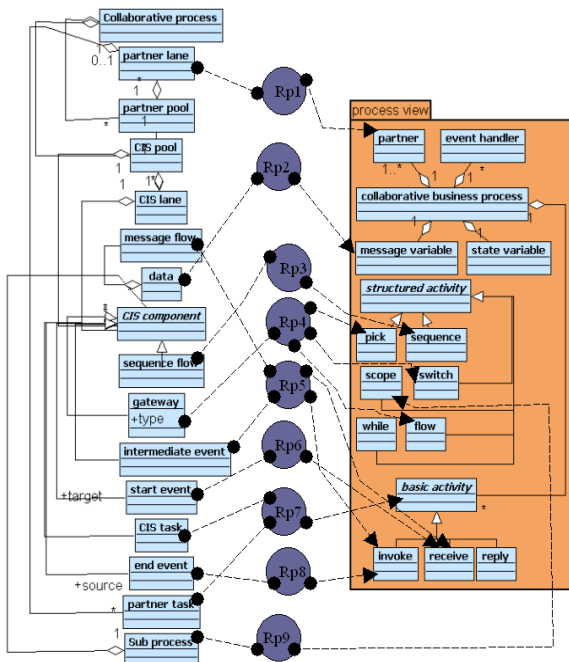 Collaborative process
1
0..1
partner lane
*
1
partner pool
1
*
CIS pool
1
1
1*
CIS lane
message flow
data
CIS component
sequence flow
gateway
+type
intermediate event
+target
start event
CIS task
end event
+source
*
partner task
1
Sub process
Rp1
Rp2
Rp3
Rp4
Rp5
Rp6
Rp7
Rp8
Rp9
process view
partner
event handler
1..*
*
1
1
collaborative business process
1
1
1
message variable
state variable
structured activity
pick
sequence
scope
switch
while
flow
basic activity
*
invoke
receive
reply